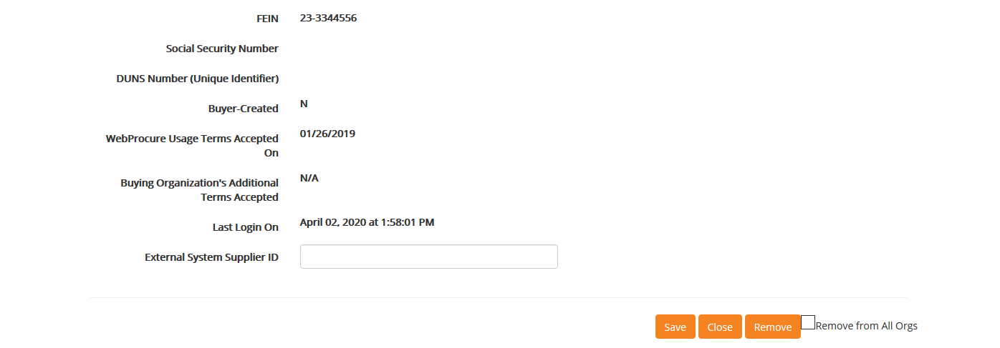 FEIN 23-3344556
Social Security Number
DUNS Number (Unique Identifier)
Buyer-Created N
WebProcure Usage Terms Accepted 01/26/2019
On
Buying Organization's Additional N/A
Terms Accepted
Last Login On April 02, 2020 at 1:58:01 PM
External System Supplier ID
Save Close Remove Remove from All Orgs